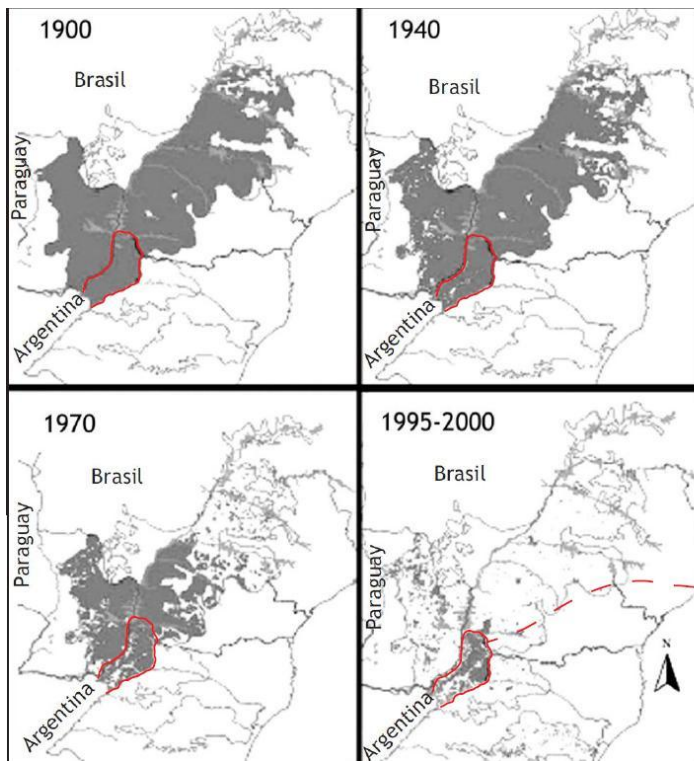 1900
Brasil
Paraguay
Argentina
1940
Brasil
Paraguay
Argentina
1970
Brasil
Paraguay
Argentina
1995-2000
Brasil
Paraguay
Argentina
N